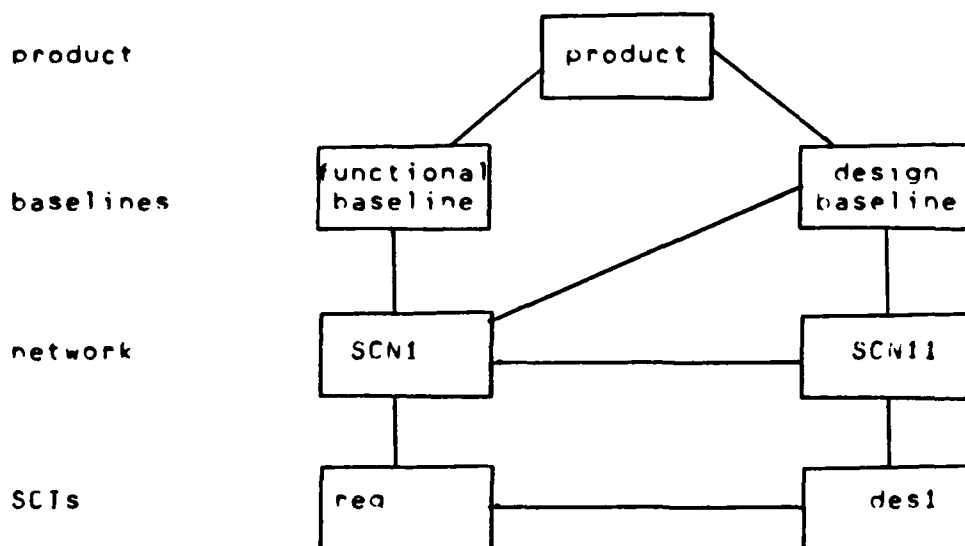 product
product
functional
baseline
design
baseline
baselines
network
SCN1
SCN11
SCIs
req
des1